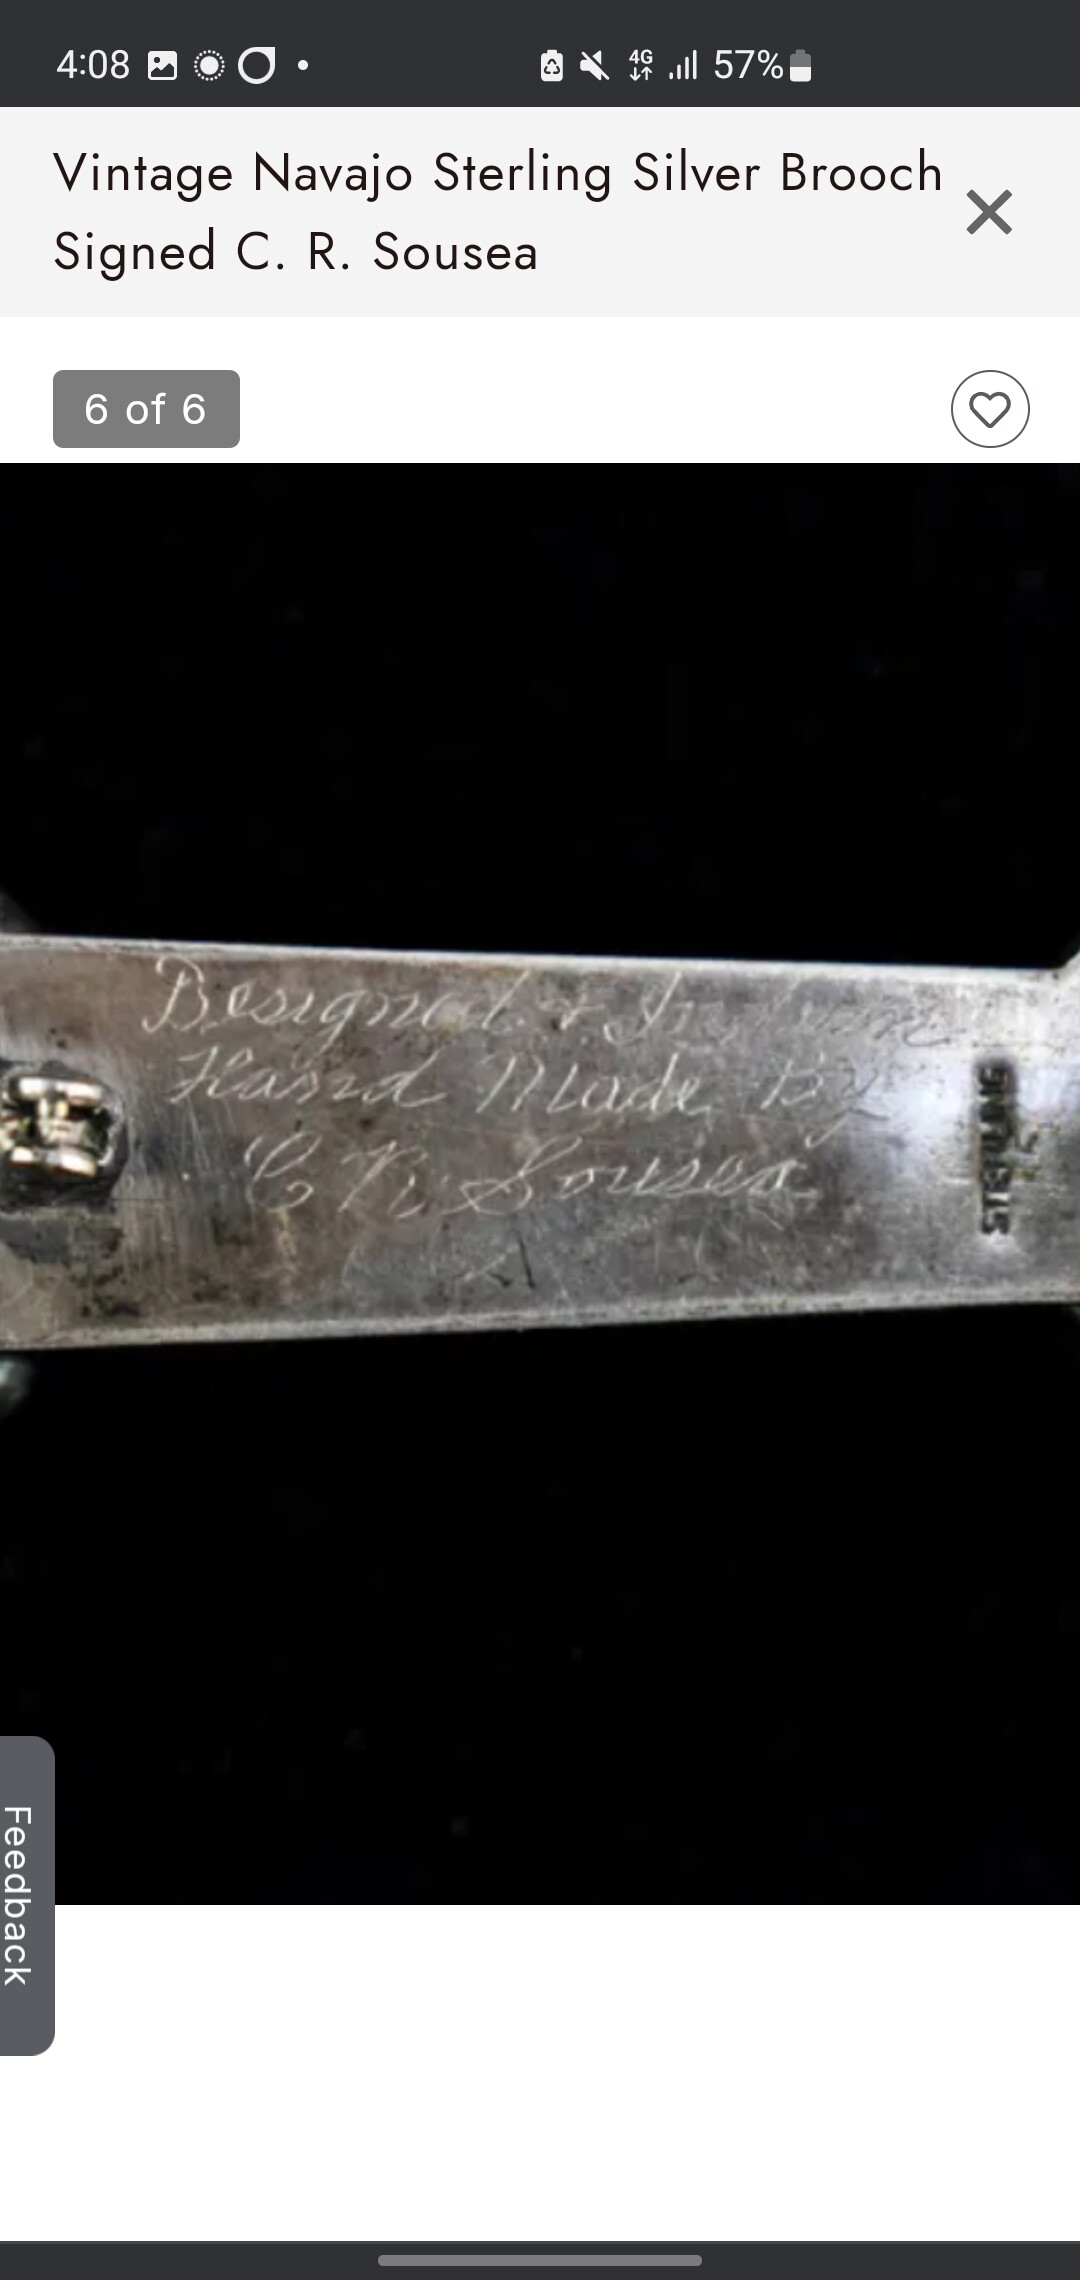 4:08
4G
57%
Vintage Navajo Sterling Silver Brooch
Signed C. R. Sousea
6 of 6
Designed &
Hand Made By
C R Sousea
STERLING
Feedback